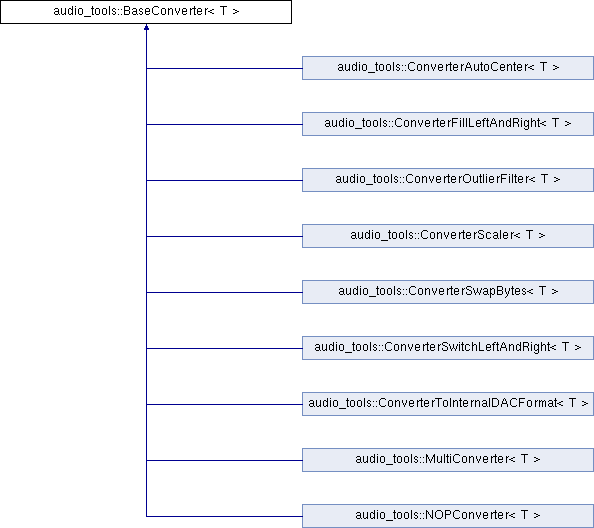 audio_tools::BaseConverter< T >
audio_tools::ConverterAutoCenter< T >
audio_tools::ConverterFillLeftAndRight< T >
audio_tools::ConverterOutlierFilter< T >
audio_tools::ConverterScaler< T >
audio_tools::ConverterSwapBytes< T >
audio_tools::ConverterSwitchLeftAndRight< T >
audio_tools::ConverterToInternalDACFormat< T >
audio_tools::MultiConverter< T >
audio_tools::NOPConverter< T >